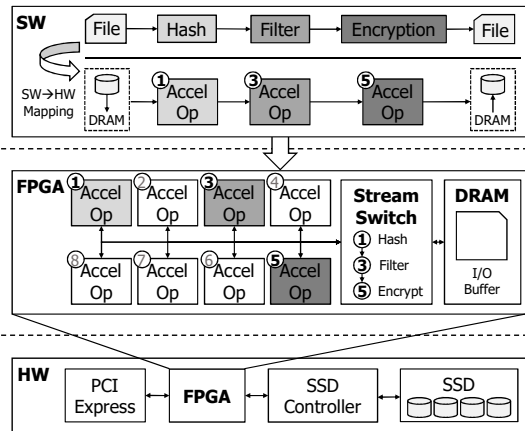 SW
File Hash Filter Encryption File
SW→HW
Mapping
DRAM
1 Accel
Op
3 Accel
Op
5 Accel
Op
DRAM
FPGA
1 Accel
Op
2 Accel
Op
3 Accel
Op
4 Accel
Op
8 Accel
Op
7 Accel
Op
6 Accel
Op
5 Accel
Op
Stream
Switch
1 Hash
3 Filter
5 Encrypt
DRAM
I/O
Buffer
HW
PCI
Express
FPGA
SSD
Controller
SSD